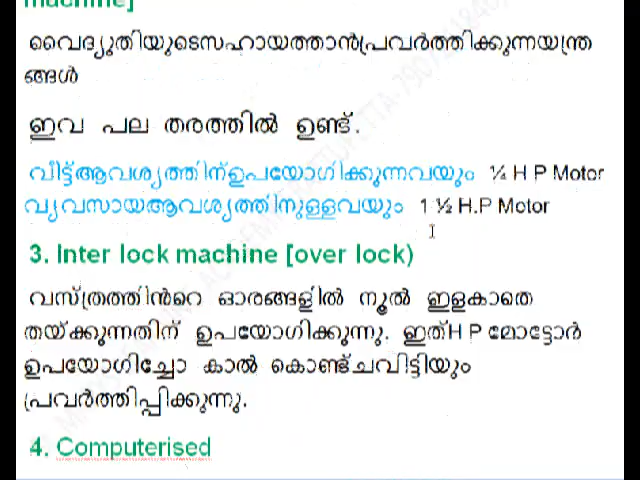 machine]
വൈദ്യുതിയുടെസഹായത്താൻപ്രവർത്തിക്കുന്നയന്ത്ര
ങ്ങൾ
ഇവ പല തരത്തിൽ ഉണ്ട്.
വീട്ട്ആവശ്യത്തിന്ഉപയോഗിക്കുന്നവയും ¼ H P Motor
വ്യവസായആവശ്യത്തിനുള്ളവയും 1 ½ H.P Motor
3. Inter lock machine [over lock)
വസ്ത്രത്തിൻറെ ഓരങ്ങളിൽ നൂൽ ഇളകാതെ
തയ്ക്കുന്നതിന് ഉപയോഗിക്കുന്നു. ഇത്H P മോട്ടോർ
ഉപയോഗിച്ചോ കാൽ കൊണ്ട്ചവിട്ടിയും
പ്രവർത്തിപ്പിക്കുന്നു.
4. Computerised